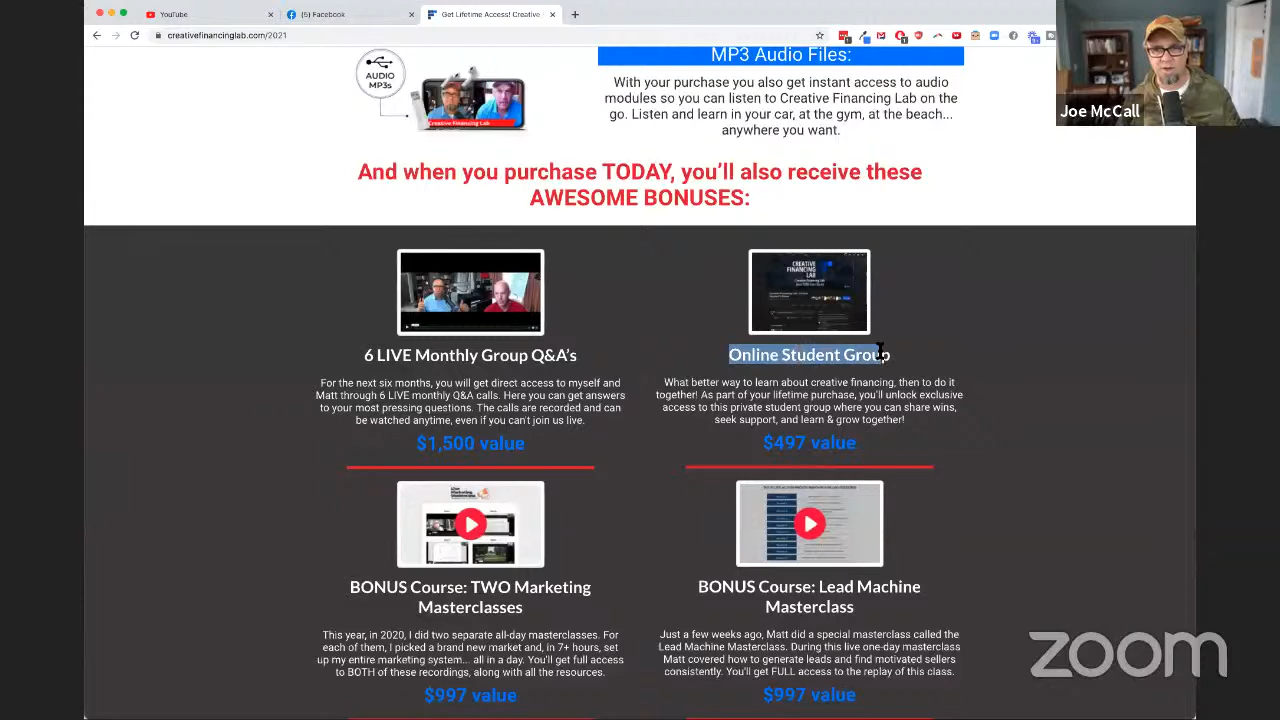 YouTube
(5) Facebook
Get Lifetime Access! Creative
creativefinancinglab.com/2021
Joe McCall
AUDIO
MP3s
Creative Financing Lab
MP3 Audio Files:
With your purchase you also get instant access to audio
modules so you can listen to Creative Financing Lab on the
go. Listen and learn in your car, at the gym, at the beach...
anywhere you want.
And when you purchase TODAY, you’ll also receive these
AWESOME BONUSES:
6 LIVE Monthly Group Q&A’s
For the next six months, you will get direct access to myself and
Matt through 6 LIVE monthly Q&A calls. Here you can get answers
to your most pressing questions. The calls are recorded and can
be watched anytime, even if you can't join us live.
$1,500 value
CREATIVE
FINANCING
LAB
Online Student Group
What better way to learn about creative financing, then to do it
together! As part of your lifetime purchase, you'll unlock exclusive
access to this private student group where you can share wins,
seek support, and learn & grow together!
$497 value
BONUS Course: TWO Marketing
Masterclasses
This year, in 2020, I did two separate all-day masterclasses. For
each of them, I picked a brand new market and, in 7+ hours, set
up my entire marketing system... all in a day. You'll get full access
to BOTH of these recordings, along with all the resources.
$997 value
BONUS Course: Lead Machine
Masterclass
Just a few weeks ago, Matt did a special masterclass called the
Lead Machine Masterclass. During this live one-day masterclass
Matt covered how to generate leads and find motivated sellers
consistently. You'll get FULL access to the replay of this class.
$997 value
zoom